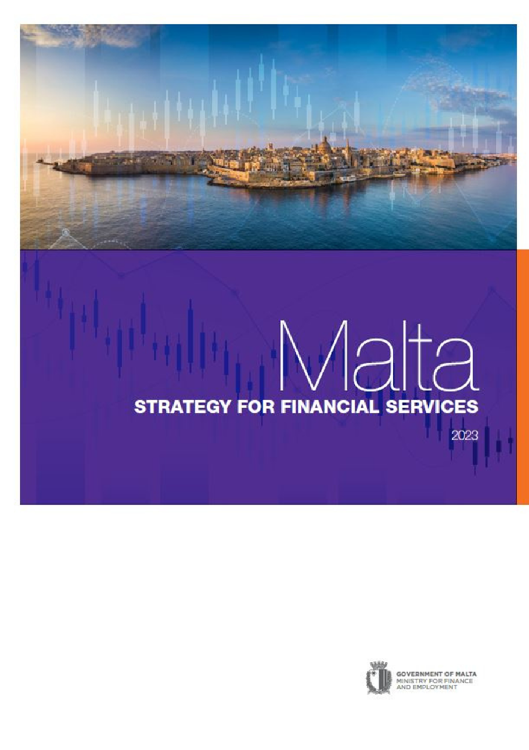 Malta
STRATEGY FOR FINANCIAL SERVICES
2023
GOVERNMENT OF MALTA
MINISTRY FOR FINANCE
AND EMPLOYMENT